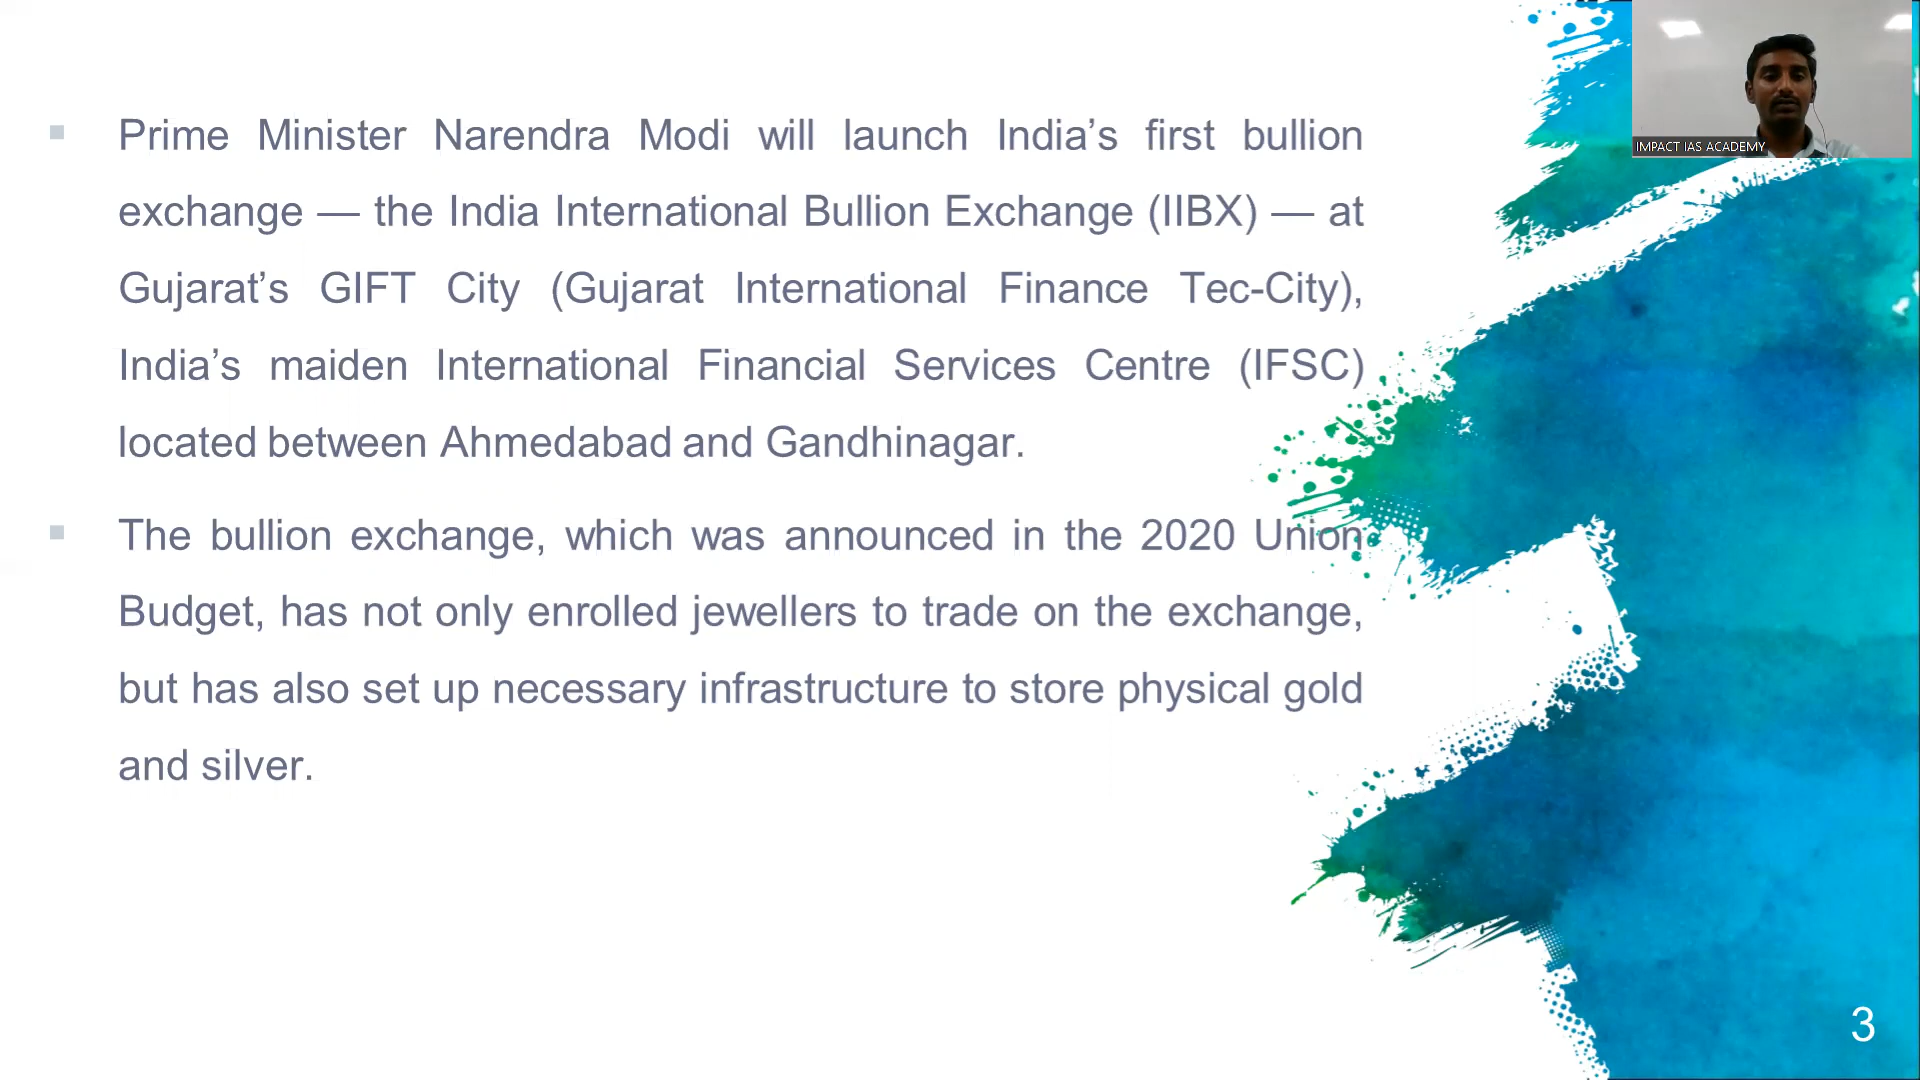 IMPACT IAS ACADEMY
Prime Minister Narendra Modi will launch India’s first bullion
exchange — the India International Bullion Exchange (IIBX) — at
Gujarat’s GIFT City (Gujarat International Finance Tec-City),
India’s maiden International Financial Services Centre (IFSC)
located between Ahmedabad and Gandhinagar.
The bullion exchange, which was announced in the 2020 Union
Budget, has not only enrolled jewellers to trade on the exchange,
but has also set up necessary infrastructure to store physical gold
and silver.
3